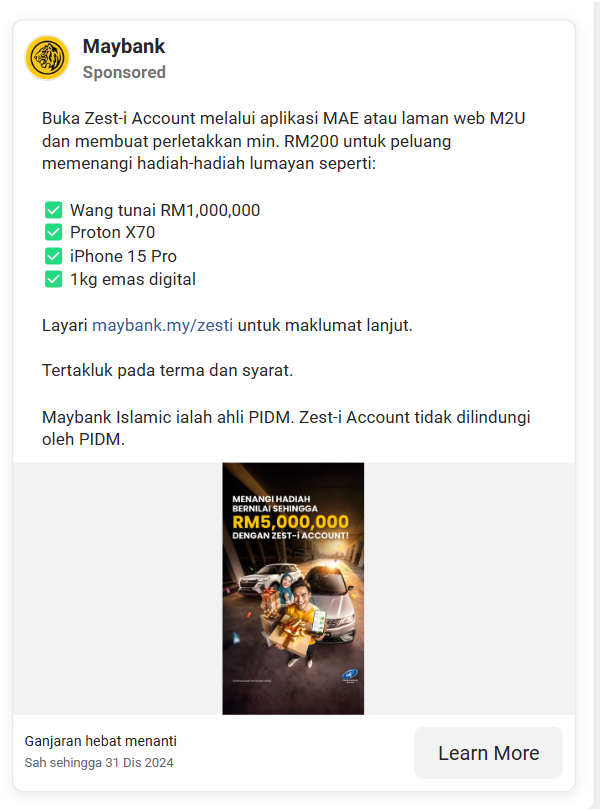 Maybank
Sponsored
Buka Zest-i Account melalui aplikasi MAE atau laman web M2U
dan membuat perletakkan min. RM200 untuk peluang
memenangi hadiah-hadiah lumayan seperti:
✅ Wang tunai RM1,000,000
✅ Proton X70
✅ iPhone 15 Pro
✅ 1kg emas digital
Layari maybank.my/zesti untuk maklumat lanjut.
Tertakluk pada terma dan syarat.
Maybank Islamic ialah ahli PIDM. Zest-i Account tidak dilindungi
oleh PIDM.
MENANGI HADIAH
BERNILAI SEHINGGA
RM5,000,000
DENGAN ZEST-i ACCOUNT!
Ganjaran hebat menanti
Sah sehingga 31 Dis 2024
Learn More